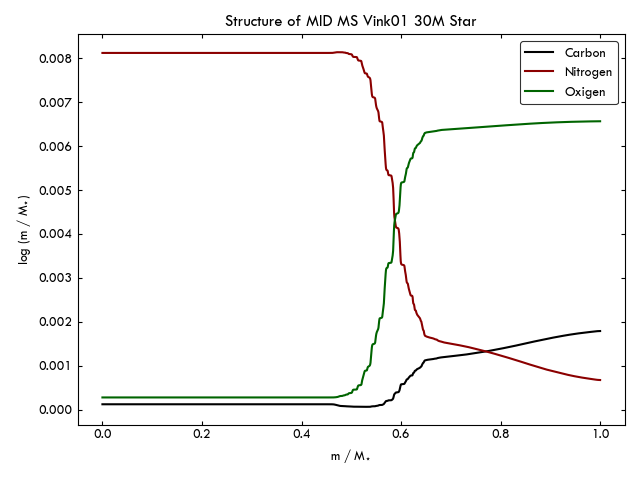 Structure of MID MS Vink01 30M Star
Carbon
Nitrogen
Oxigen
0.008
0.007
0.006
0.005
0.004
0.003
0.002
0.001
0.000
log (m / M⋆)
0.0 0.2 0.4 0.6 0.8 1.0
m / M⋆